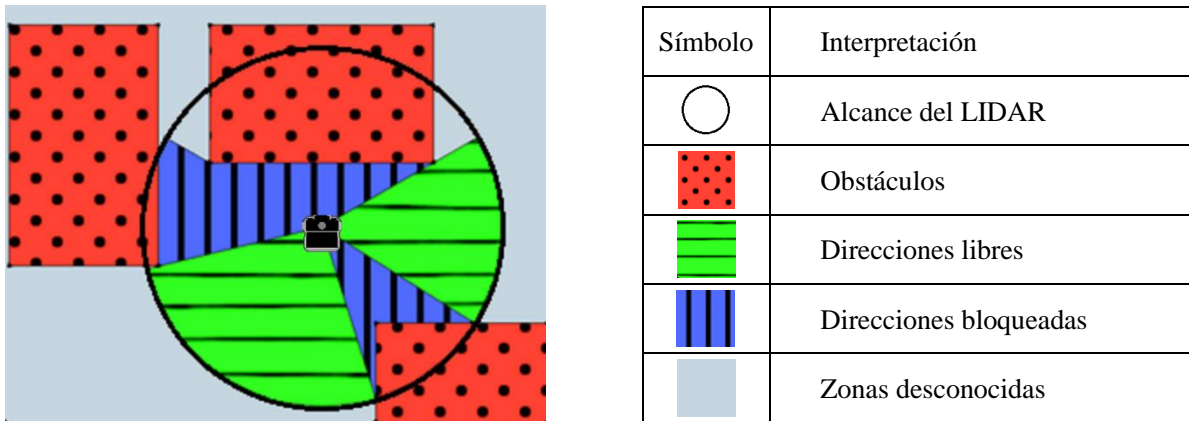 Símbolo Interpretación
Alcance del LIDAR
Obstáculos
Direcciones libres
Direcciones bloqueadas
Zonas desconocidas